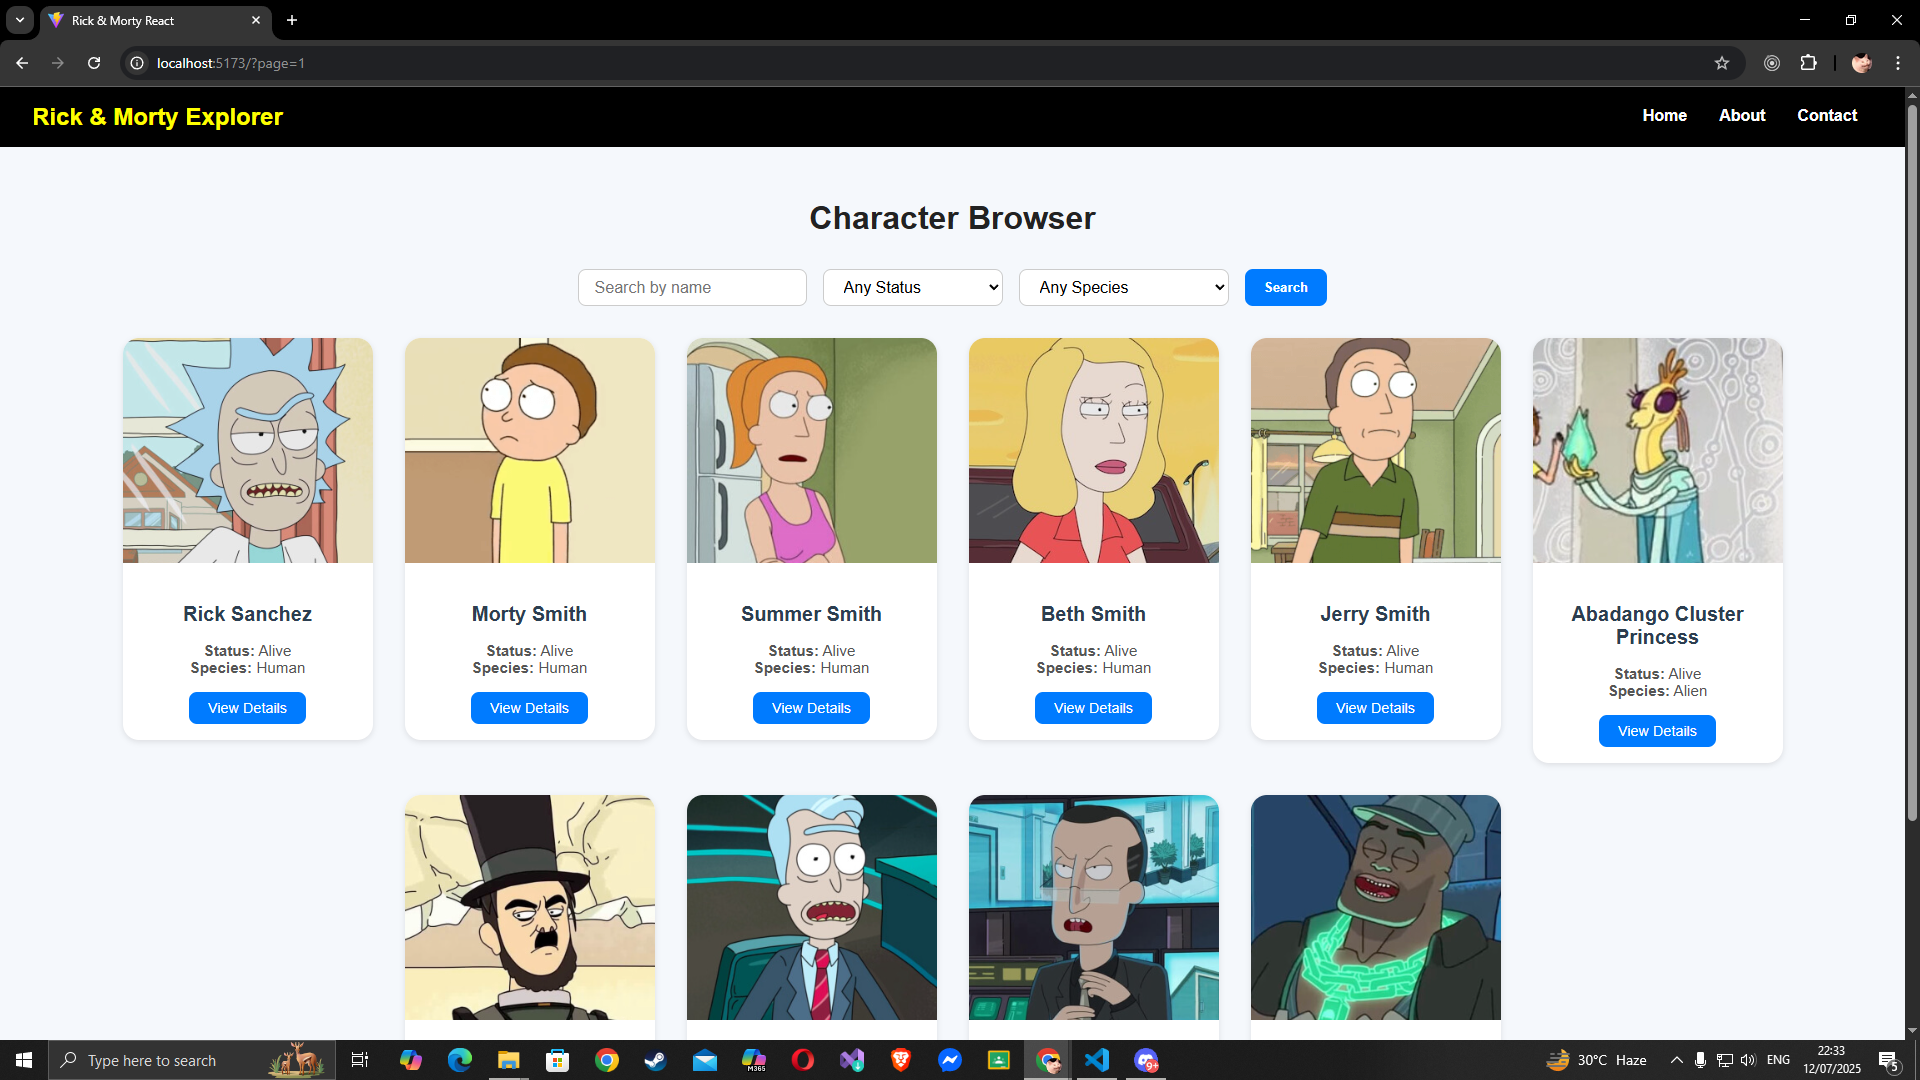 Rick & Morty React
localhost:5173/?page=1
Rick & Morty Explorer
Home
About
Contact
Character Browser
Search by name
Any Status
Any Species
Search
Rick Sanchez
Status: Alive
Species: Human
View Details
Morty Smith
Status: Alive
Species: Human
View Details
Summer Smith
Status: Alive
Species: Human
View Details
Beth Smith
Status: Alive
Species: Human
View Details
Jerry Smith
Status: Alive
Species: Human
View Details
Abadango Cluster
Princess
Status: Alive
Species: Alien
View Details
Type here to search
M365
9+
30°C Haze
ENG
22:33
12/07/2025
5